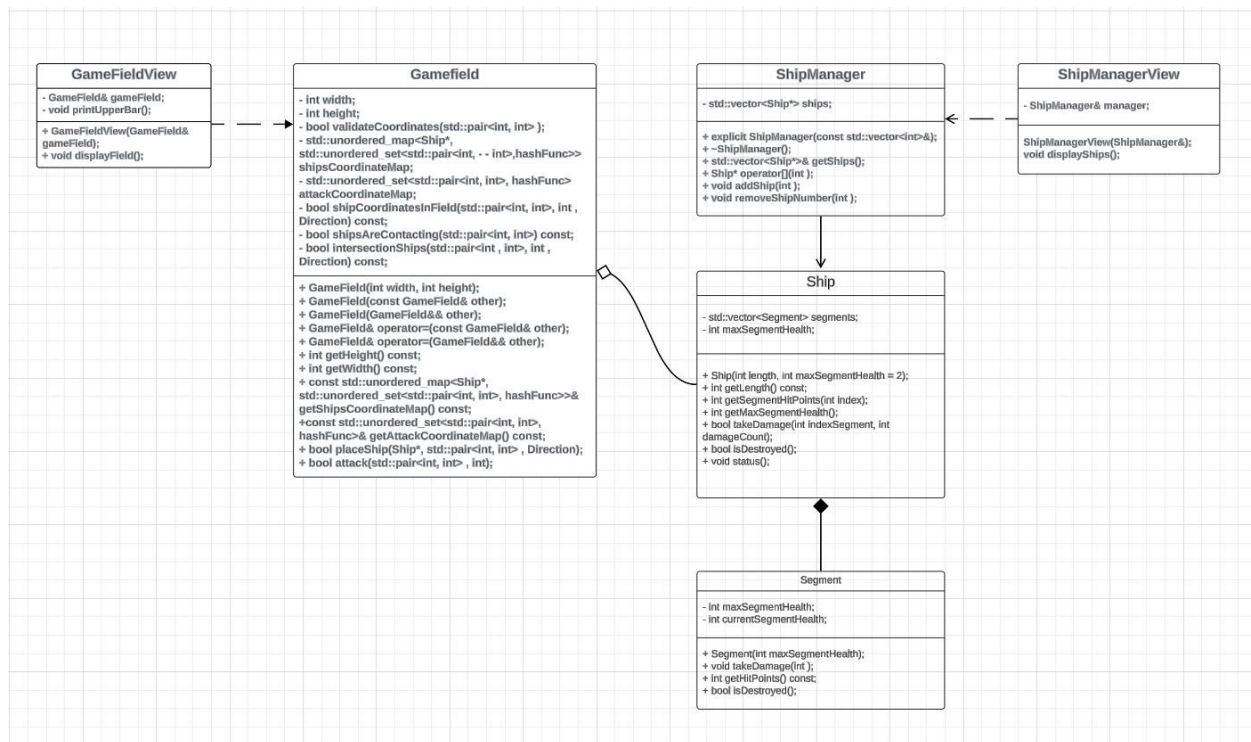 GameFieldView
- GameField& gameField;
- void printUpperBar();
+ GameFieldView(GameField&
gameField);
+ void displayField();
Gamefield
- int width;
- int height;
- bool validateCoordinates(std::pair<int, int> );
- std::unordered_map<Ship*,
std::unordered_set<std::pair<int, - - int>,hashFunc>>
shipsCoordinateMap;
- std::unordered_set<std::pair<int, int>, hashFunc>
attackCoordinateMap;
- bool shipCoordinatesInField(std::pair<int, int>, int ,
Direction) const;
- bool shipsAreContacting(std::pair<int, int>) const;
- bool intersectionShips(std::pair<int , int>, int ,
Direction) const;
+ GameField(int width, int height);
+ GameField(const GameField& other);
+ GameField(GameField&& other);
+ GameField& operator=(const GameField& other);
+ GameField& operator=(GameField&& other);
+ int getHeight() const;
+ int getWidth() const;
+ const std::unordered_map<Ship*,
std::unordered_set<std::pair<int, int>, hashFunc>>&
getShipsCoordinateMap() const;
+const std::unordered_set<std::pair<int, int>,
hashFunc>& getAttackCoordinateMap() const;
+ bool placeShip(Ship*, std::pair<int, int> , Direction);
+ bool attack(std::pair<int, int> , int);
ShipManager
- std::vector<Ship*> ships;
+ explicit ShipManager(const std::vector<int>&);
+ ~ShipManager();
+ std::vector<Ship*>& getShips();
+ Ship* operator[](int );
+ void addShip(int );
+ void removeShipNumber(int );
ShipManagerView
- ShipManager& manager;
ShipManagerView(ShipManager&);
void displayShips();
Ship
- std::vector<Segment> segments;
- int maxSegmentHealth;
+ Ship(int length, int maxSegmentHealth = 2);
+ int getLength() const;
+ int getSegmentHitPoints(int index);
+ int getMaxSegmentHealth();
+ bool takeDamage(int indexSegment, int
damageCount);
+ bool isDestroyed();
+ void status();
Segment
- int maxSegmentHealth;
- int currentSegmentHealth;
+ Segment(int maxSegmentHealth);
+ void takeDamage(int );
+ int getHitPoints() const;
+ bool isDestroyed();